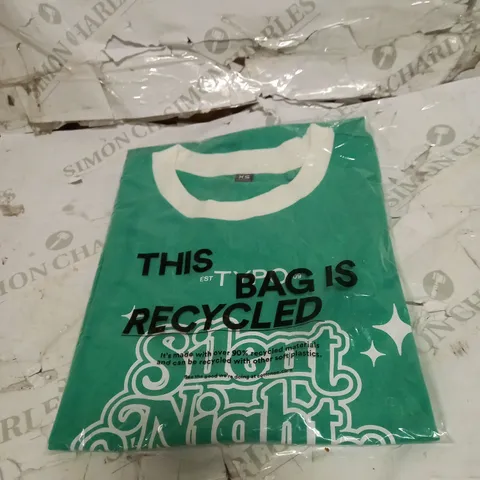 THIS
EST TYPO
BAG IS
RECYCLED
It's made with over 90% recycled materials
and can be recycled with other soft plastics.
Silent
Night
SIMON CHARLES